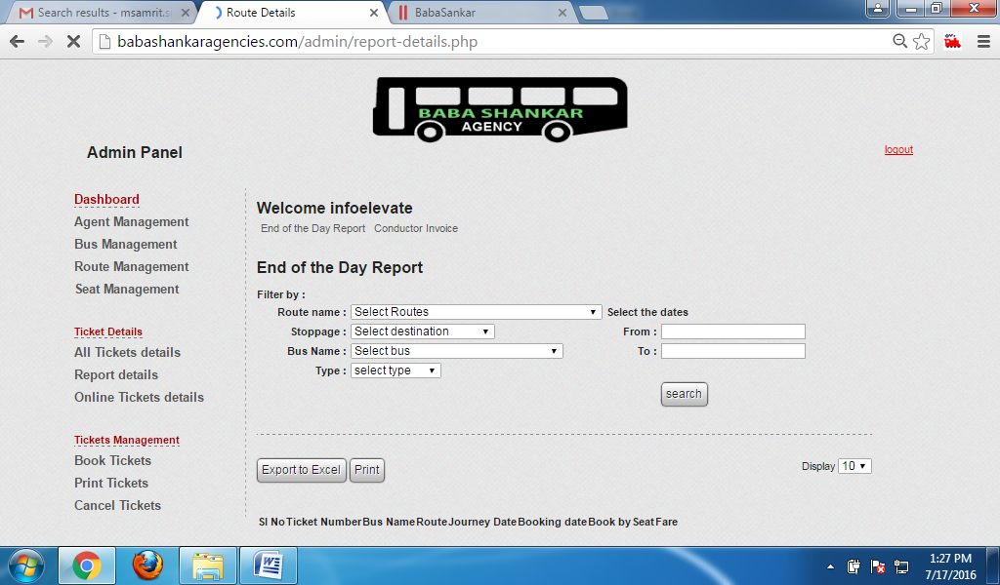 Search results - msamrit.s
Route Details
BabaSankar
babashankaragencies.com/admin/report-details.php
BABA SHANKAR
AGENCY
Admin Panel
logout
Dashboard
Agent Management
Bus Management
Route Management
Seat Management
Ticket Details
All Tickets details
Report details
Online Tickets details
Tickets Management
Book Tickets
Print Tickets
Cancel Tickets
Welcome infoelevate
End of the Day Report Conductor Invoice
End of the Day Report
Filter by :
Route name : Select Routes Select the dates
Stoppage : Select destination From :
Bus Name : Select bus To :
Type : select type
search
Export to Excel Print Display 10
Sl No Ticket Number Bus Name Route Journey Date Booking date Book by Seat Fare
1:27 PM
7/17/2016